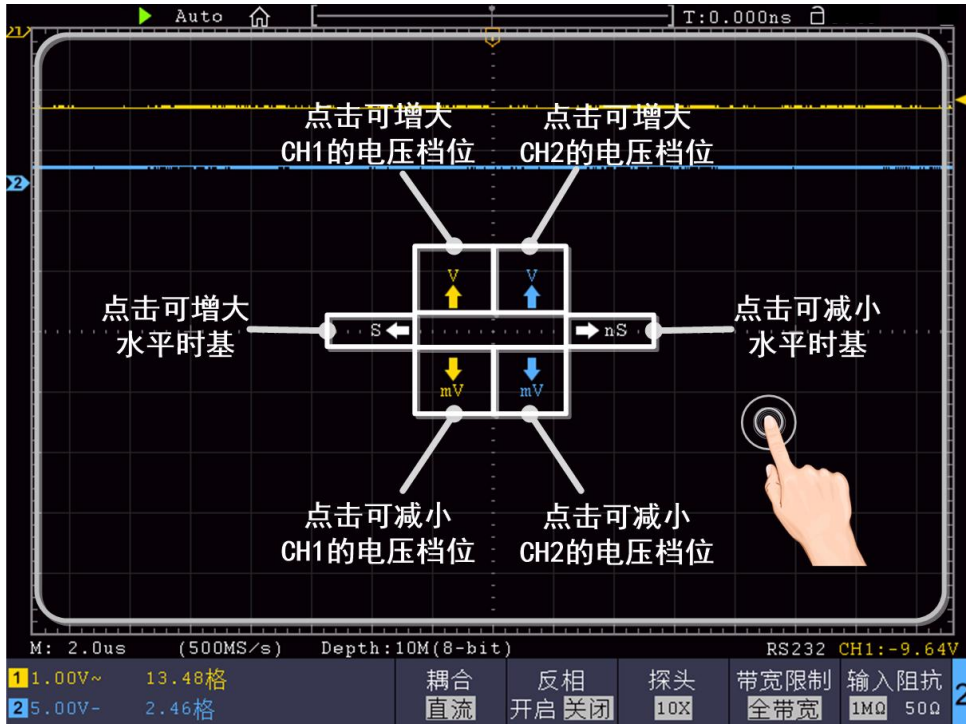 Auto [ ] T:0.000ns
21
点击可增大 点击可增大
CH1的电压档位 CH2的电压档位
2
V V
点击可增大 点击可减小
S nS
水平时基 水平时基
mV mV
点击可减小 点击可减小
CH1的电压档位 CH2的电压档位
M: 2.0us (500MS/s) Depth:10M(8-bit) RS232 CH1:-9.64V
1 1.00V~ 13.48格 耦合 反相 探头 带宽限制 输入阻抗 2
2 5.00V- 2.46格 直流 开启 关闭 10X 全带宽 1MΩ 50Ω